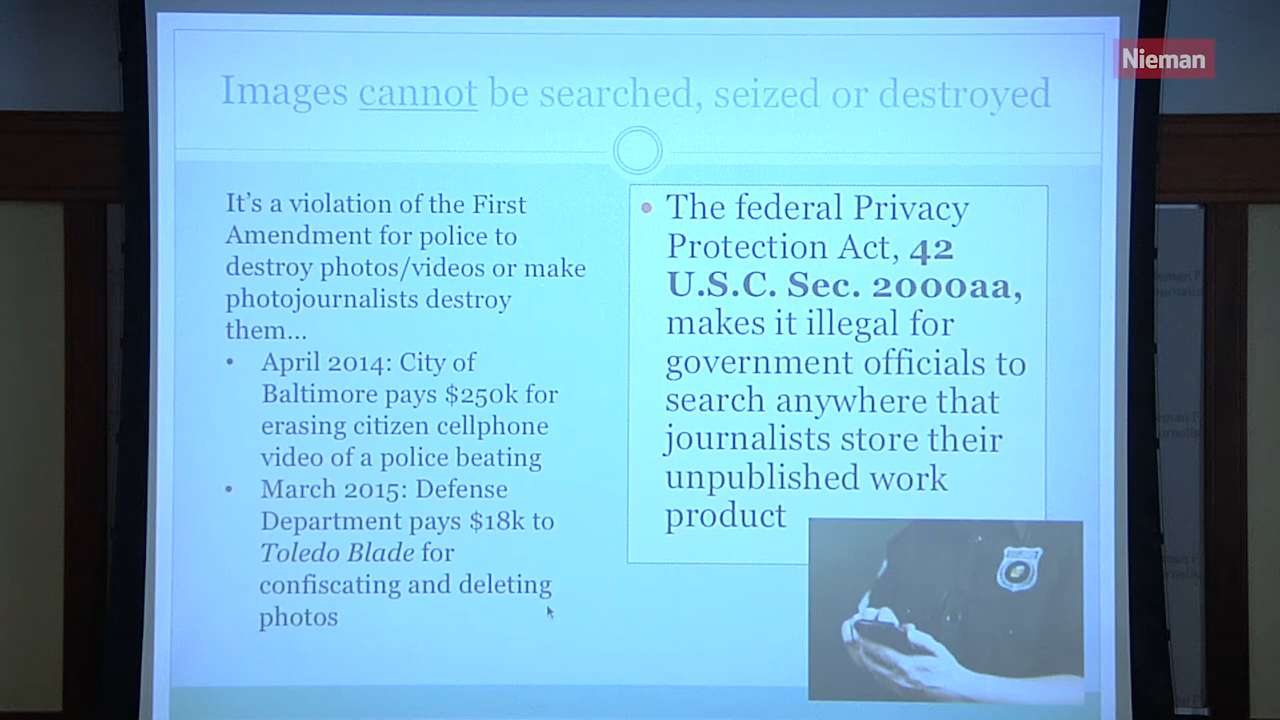 Nieman
Images cannot be searched, seized or destroyed
It's a violation of the First
Amendment for police to
destroy photos/videos or make
photojournalists destroy
them…
• April 2014: City of
Baltimore pays $250k for
erasing citizen cellphone
video of a police beating
• March 2015: Defense
Department pays $18k to
Toledo Blade for
confiscating and deleting
photos
• The federal Privacy
Protection Act, 42
U.S.C. Sec. 2000aa,
makes it illegal for
government officials to
search anywhere that
journalists store their
unpublished work
product